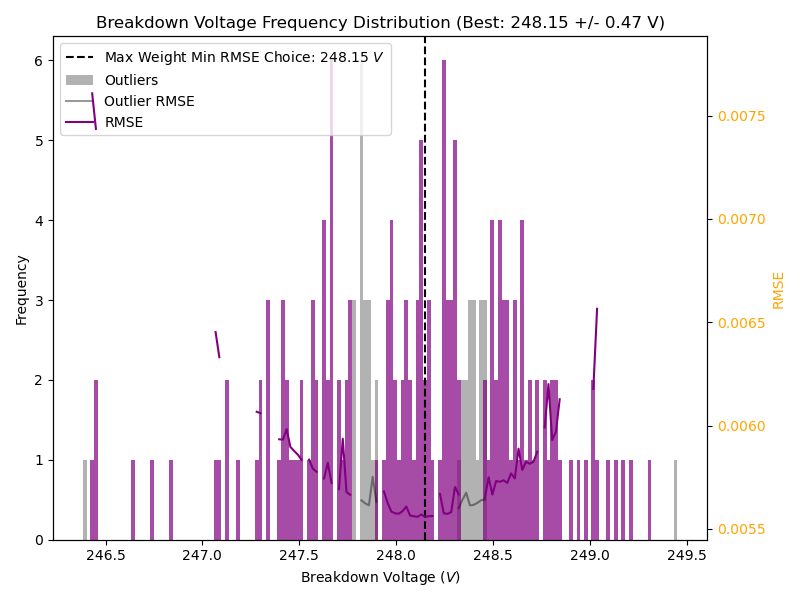 Breakdown Voltage Frequency Distribution (Best: 248.15 +/- 0.47 V)
Max Weight Min RMSE Choice: 248.15 V
Outliers
Outlier RMSE
RMSE
6
5
4
3
2
1
0
Frequency
0.0075
0.0070
0.0065
0.0060
0.0055
RMSE
246.5 247.0 247.5 248.0 248.5 249.0 249.5
Breakdown Voltage (V)